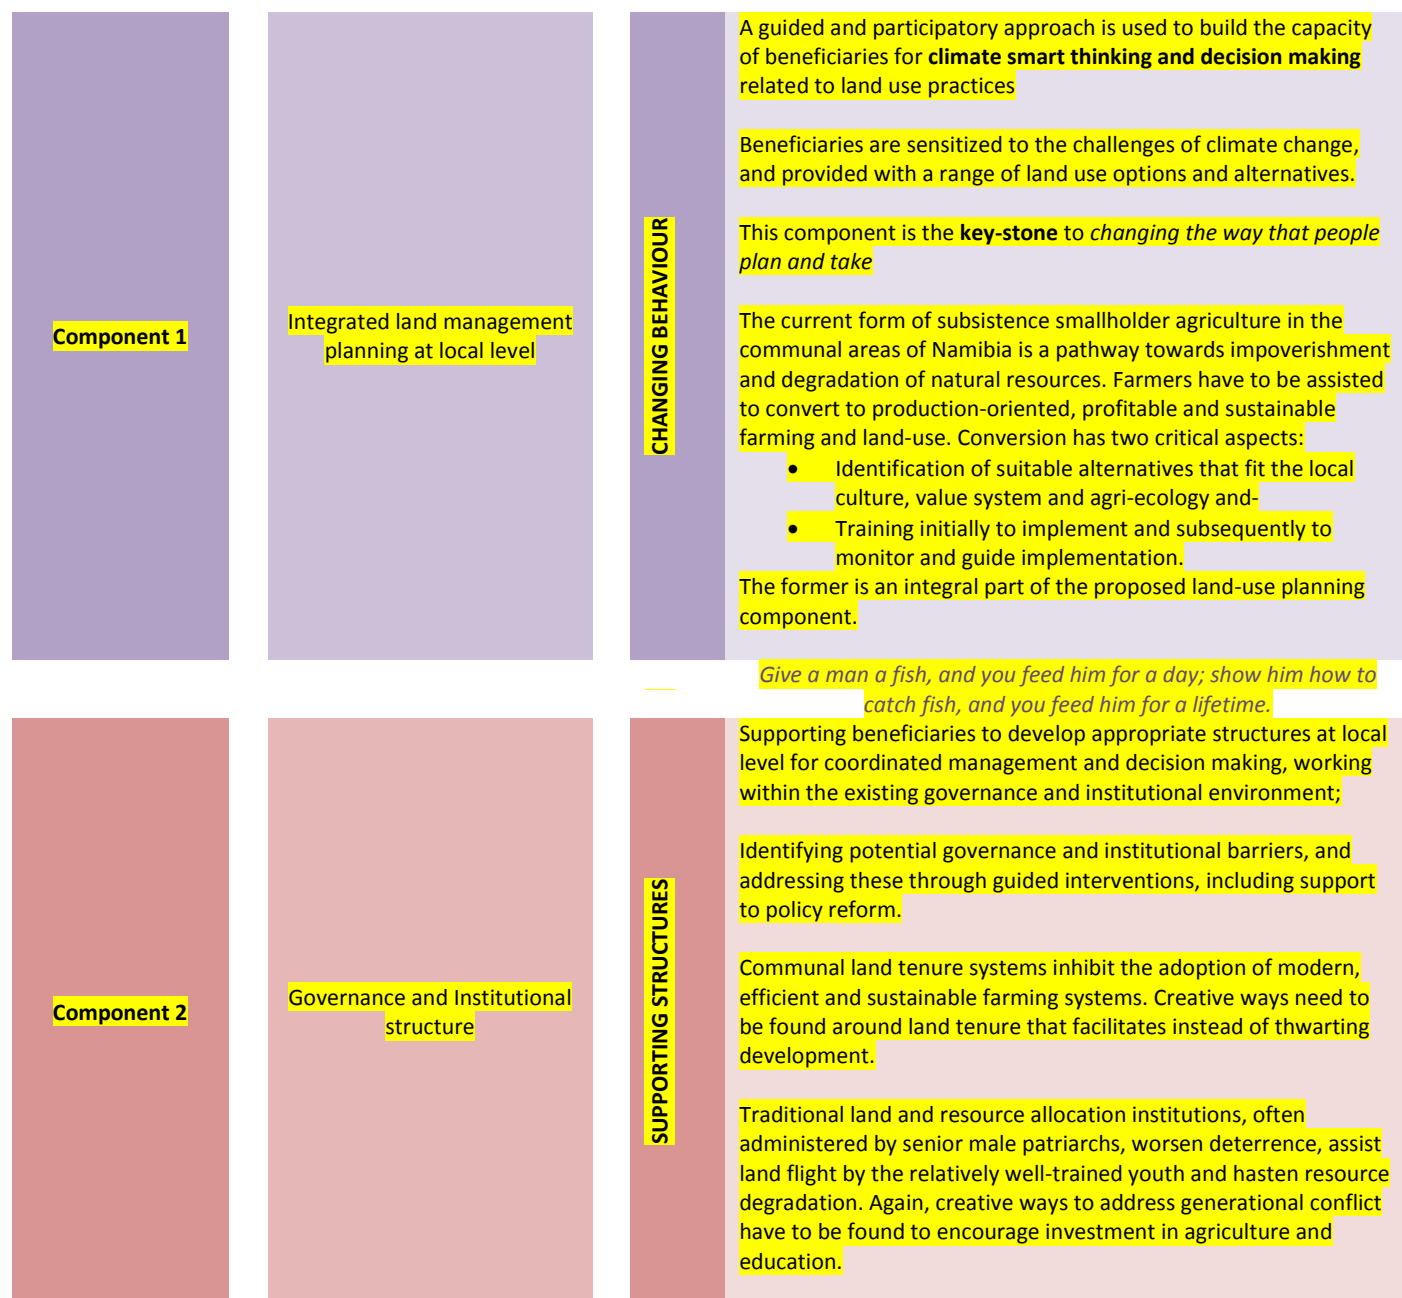 Component 1
Integrated land management
planning at local level
CHANGING BEHAVIOUR
A guided and participatory approach is used to build the capacity
of beneficiaries for climate smart thinking and decision making
related to land use practices
Beneficiaries are sensitized to the challenges of climate change,
and provided with a range of land use options and alternatives.
This component is the key-stone to changing the way that people
plan and take
The current form of subsistence smallholder agriculture in the
communal areas of Namibia is a pathway towards impoverishment
and degradation of natural resources. Farmers have to be assisted
to convert to production-oriented, profitable and sustainable
farming and land-use. Conversion has two critical aspects:
• Identification of suitable alternatives that fit the local
culture, value system and agri-ecology and-
• Training initially to implement and subsequently to
monitor and guide implementation.
The former is an integral part of the proposed land-use planning
component.
Give a man a fish, and you feed him for a day; show him how to
catch fish, and you feed him for a lifetime.
Component 2
Governance and Institutional
structure
SUPPORTING STRUCTURES
Supporting beneficiaries to develop appropriate structures at local
level for coordinated management and decision making, working
within the existing governance and institutional environment;
Identifying potential governance and institutional barriers, and
addressing these through guided interventions, including support
to policy reform.
Communal land tenure systems inhibit the adoption of modern,
efficient and sustainable farming systems. Creative ways need to
be found around land tenure that facilitates instead of thwarting
development.
Traditional land and resource allocation institutions, often
administered by senior male patriarchs, worsen deterrence, assist
land flight by the relatively well-trained youth and hasten resource
degradation. Again, creative ways to address generational conflict
have to be found to encourage investment in agriculture and
education.